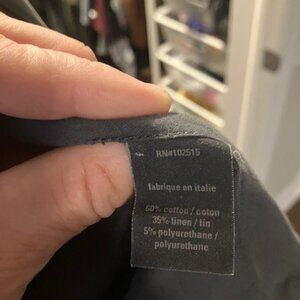 RN#102515
fabrique en italie
60% cotton / coton
35% linen / lin
5% polyurethane /
polyurethane